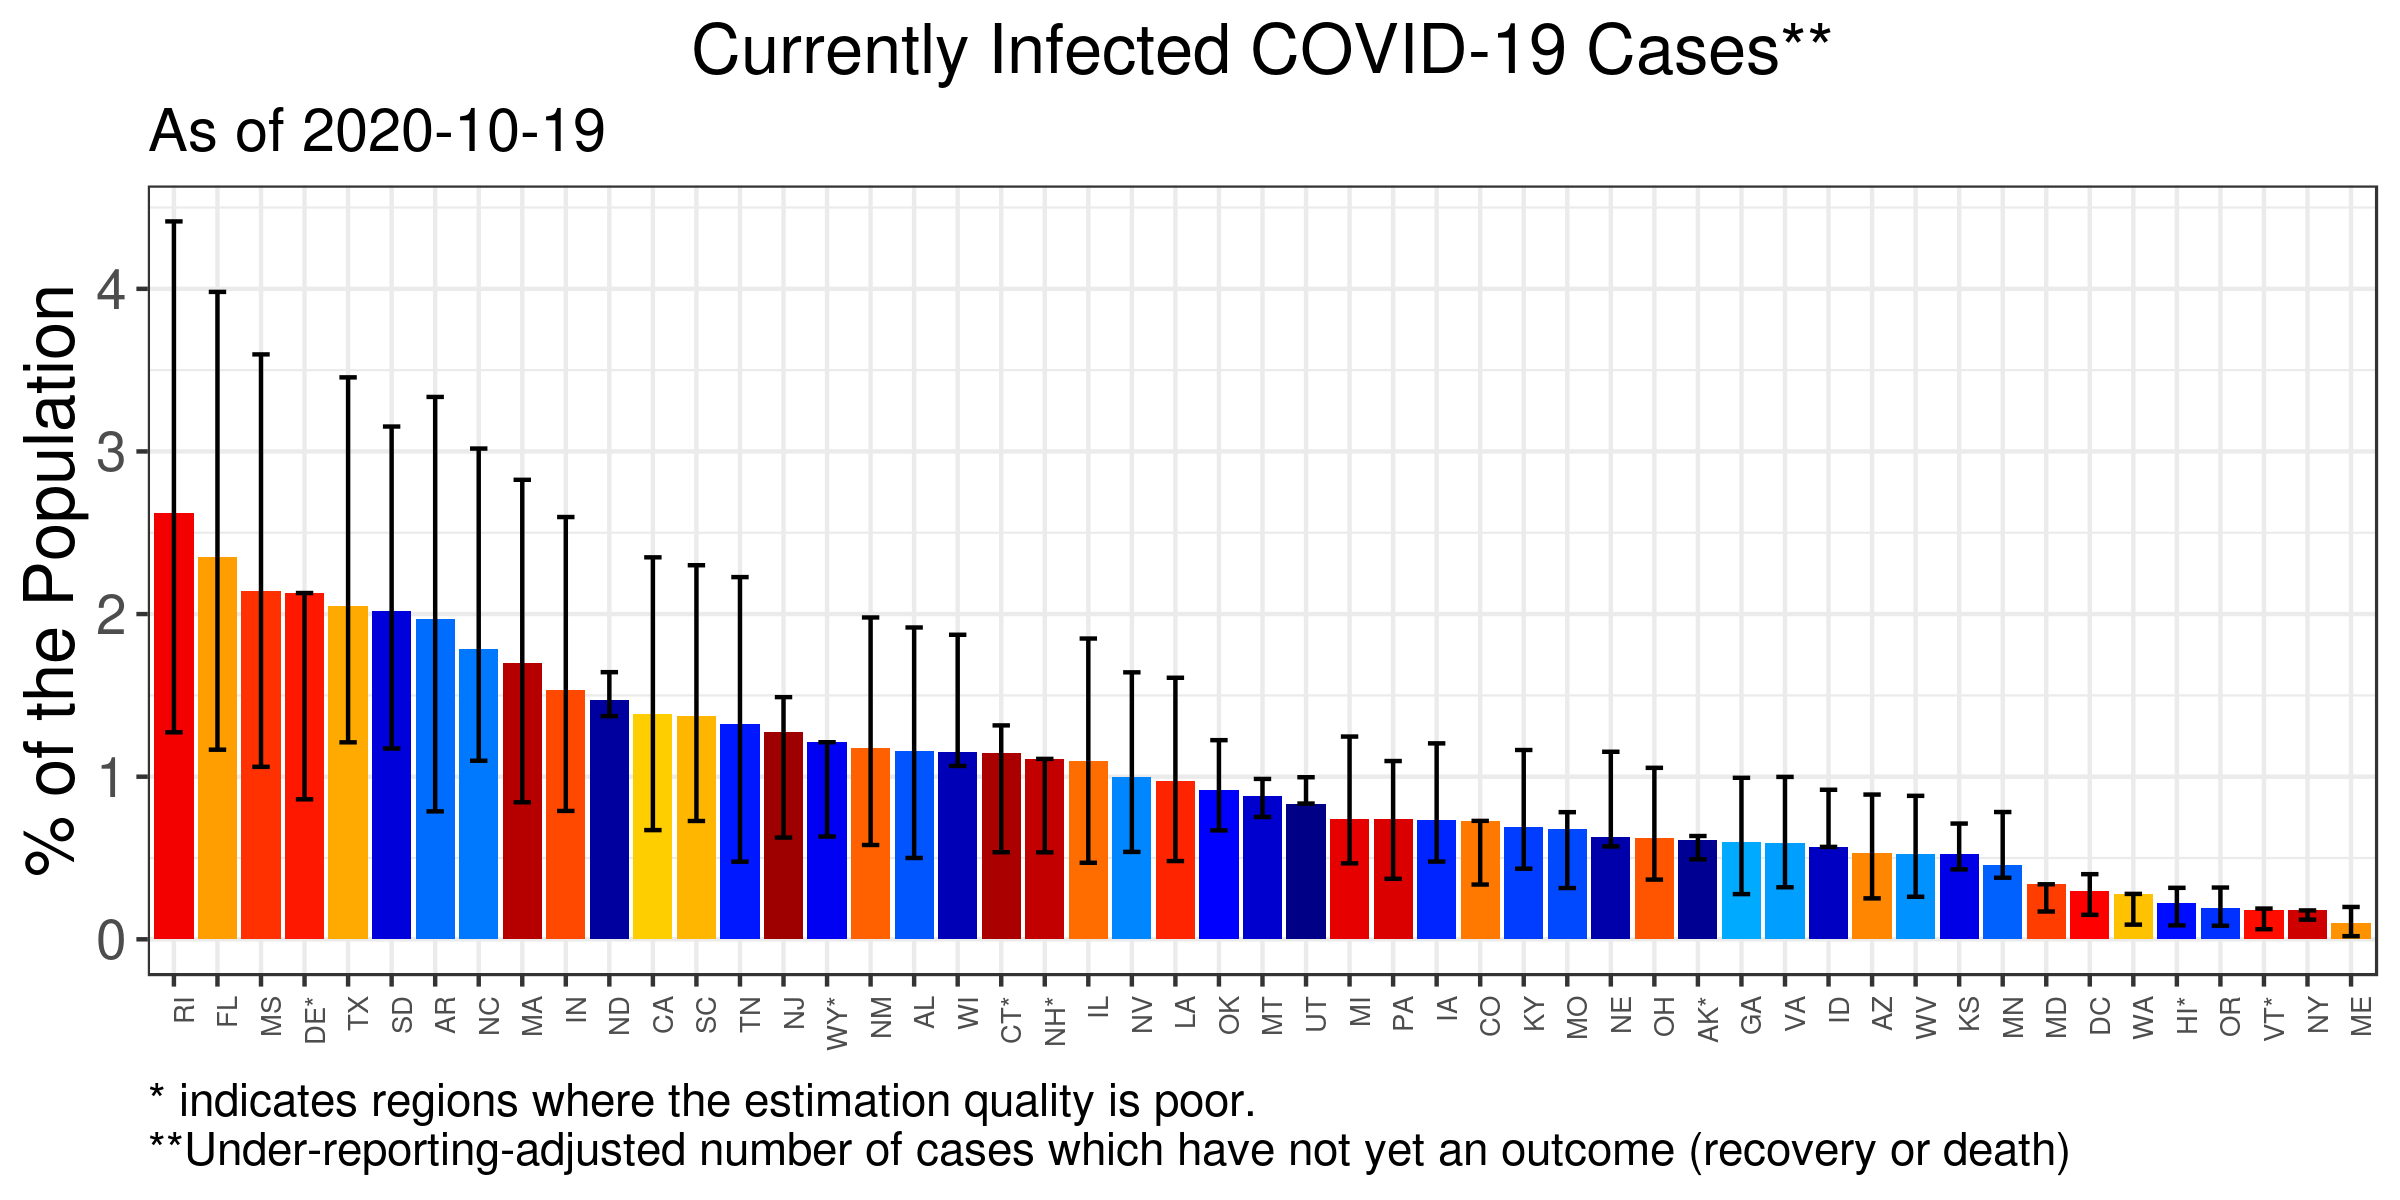 Currently Infected COVID-19 Cases**
As of 2020-10-19
% of the Population
4
3
2
1
0
RI FL MS DE* TX SD AR NC MA IN ND CA SC TN NJ WY* NM AL WI CT* NH* IL NV LA OK MT UT MI PA IA CO KY MO NE OH AK* GA VA ID AZ WV KS MN MD DC WA HI* OR VT* NY ME
* indicates regions where the estimation quality is poor.
**Under-reporting-adjusted number of cases which have not yet an outcome (recovery or death)